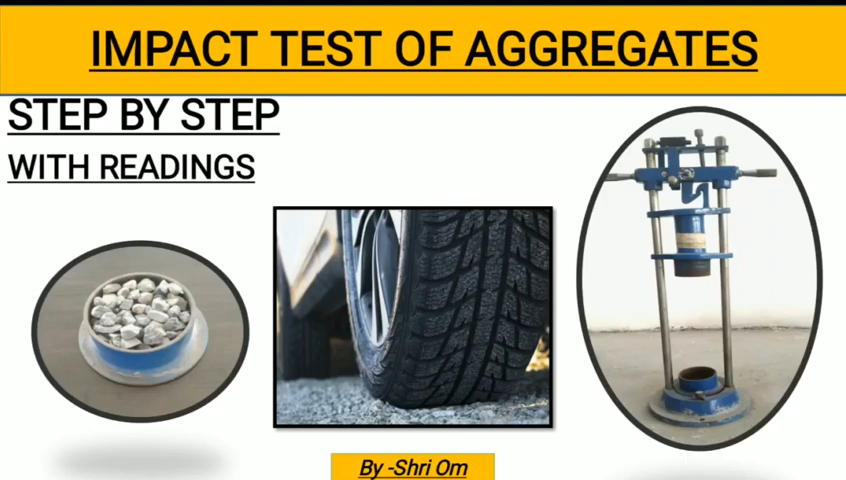 IMPACT TEST OF AGGREGATES
STEP BY STEP
WITH READINGS
By -Shri Om